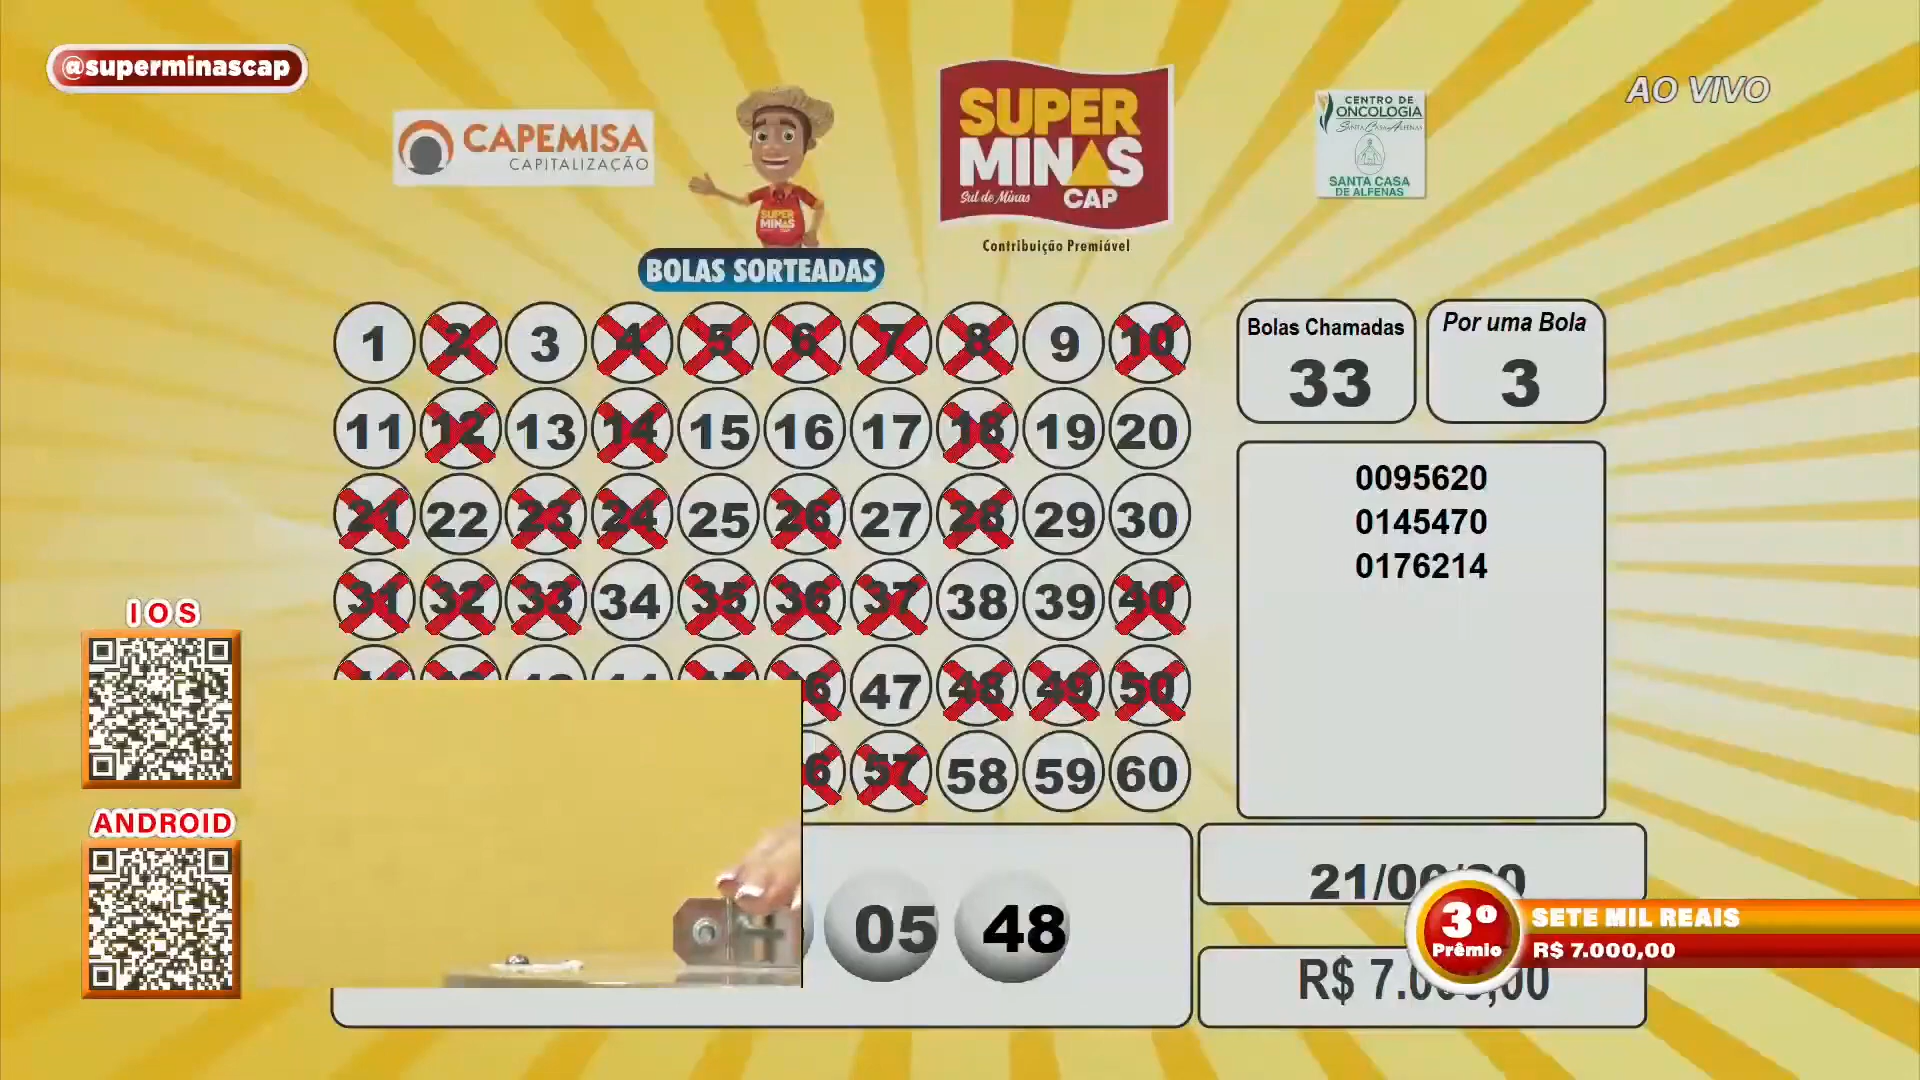 @superminascap
AO VIVO
CAPEMISA
CAPITALIZAÇÃO
SUPER
MINAS
SUPER
MINAS
Sul de Minas
CAP
Contribuição Premiável
CENTRO DE
ONCOLOGIA
SANTA CASA
DE ALFENAS
BOLAS SORTEADAS
1 2 3 4 5 6 7 8 9 10
11 12 13 14 15 16 17 18 19 20
21 22 23 24 25 26 27 28 29 30
31 32 33 34 35 36 37 38 39 40
47 48 49 50
57 58 59 60
Bolas Chamadas
33
Por uma Bola
3
0095620
0145470
0176214
IOS
ANDROID
05 48
3º
Prêmio
SETE MIL REAIS
R$ 7.000,00